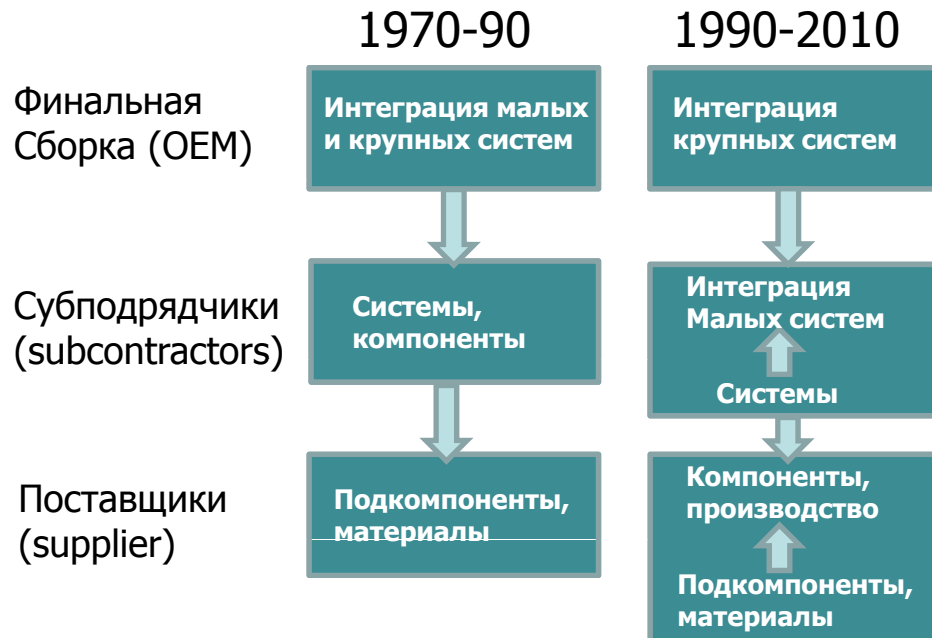 1970-90
1990-2010
Финальная
Сборка (OEM)
Интеграция малых
и крупных систем
Интеграция
крупных систем
Субподрядчики
(subcontractors)
Системы,
компоненты
Интеграция
Малых систем
Системы
Поставщики
(supplier)
Подкомпоненты,
материалы
Компоненты,
производство
Подкомпоненты,
материалы